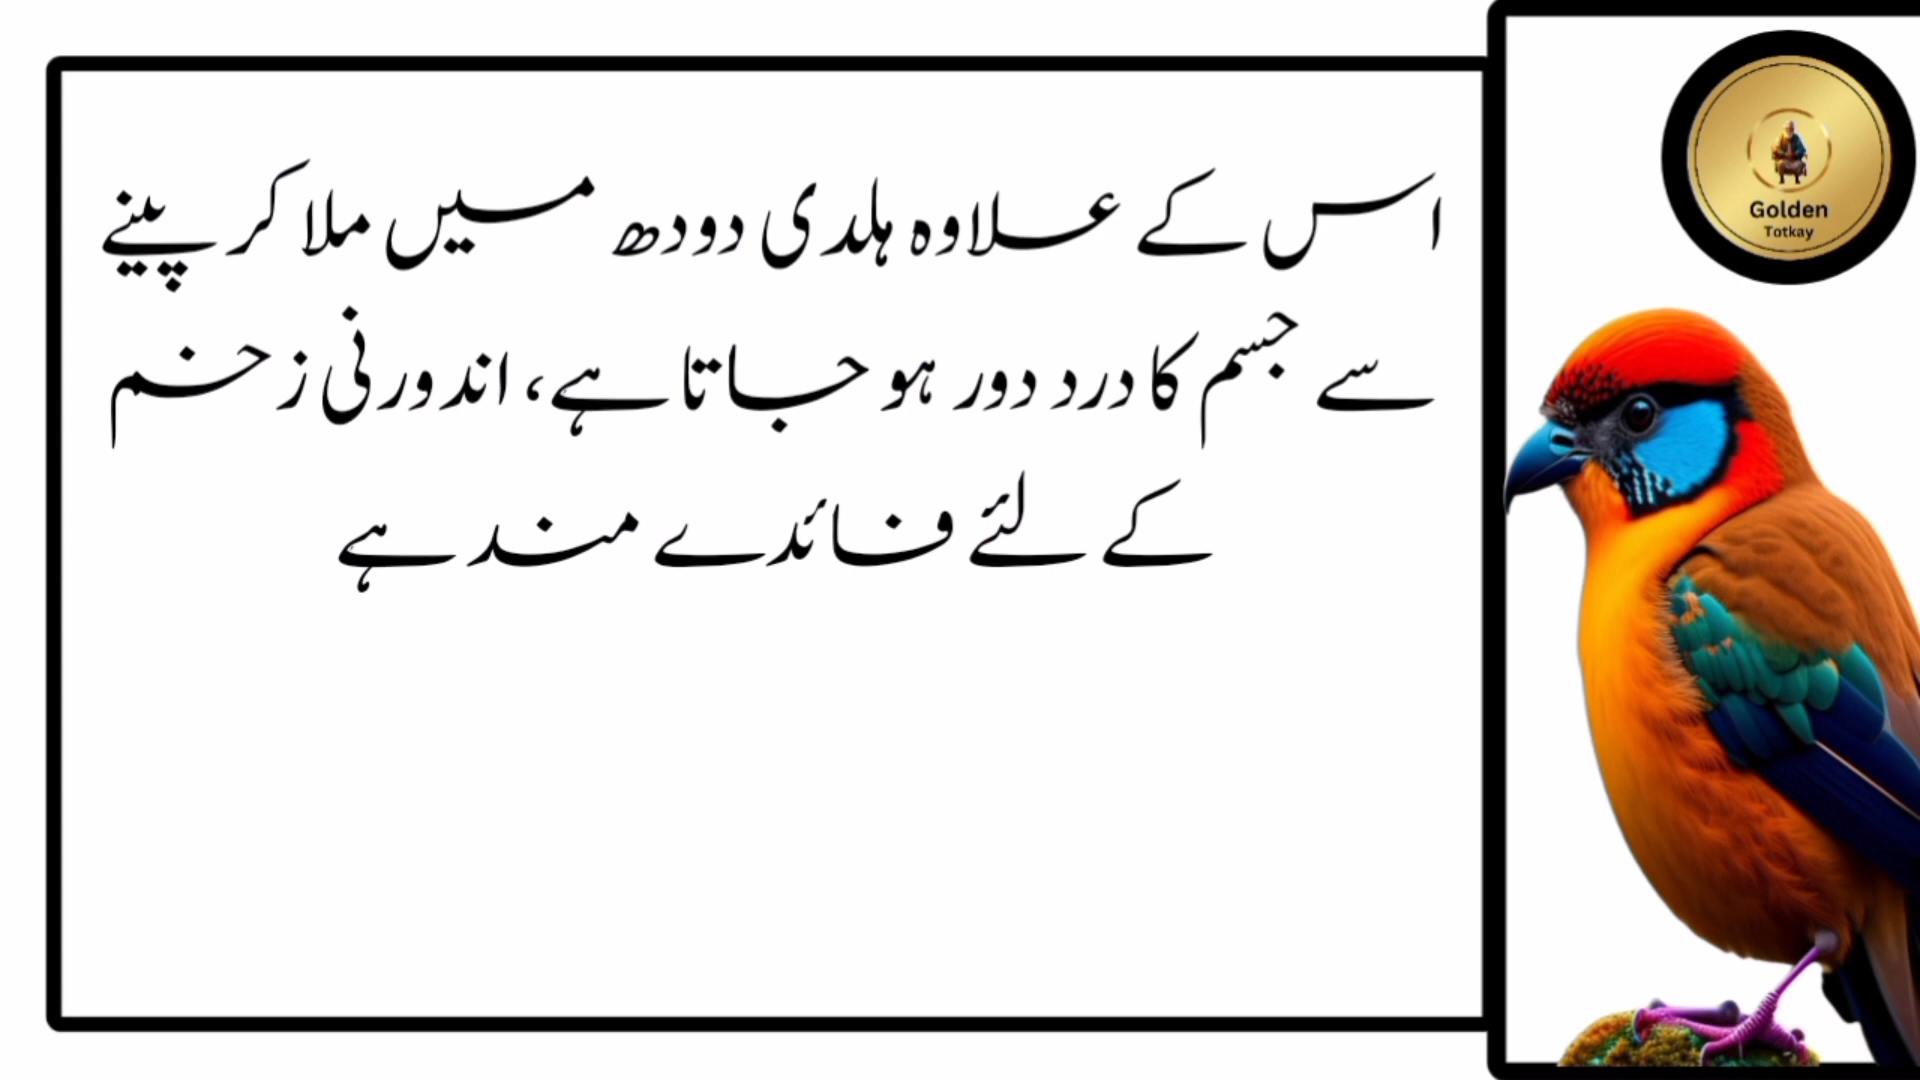 اس کے علاوہ ہلدی دودھ میں ملا کر پینے
سے جسم کا درد دور ہو جاتا ہے، اندورنی زخم
کے لئے فائدے مند ہے
Golden
Totkay